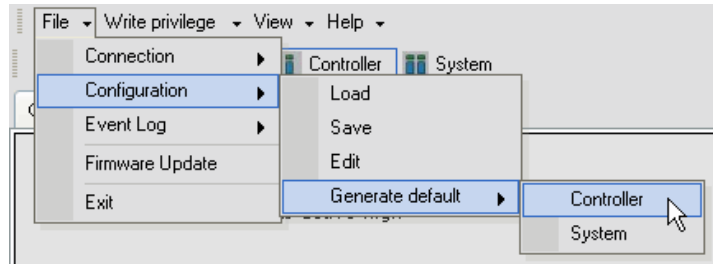 File Write privilege View Help
Connection
Controller System
Configuration
Load
Event Log
Save
Firmware Update
Edit
Exit
Generate default
Controller
System